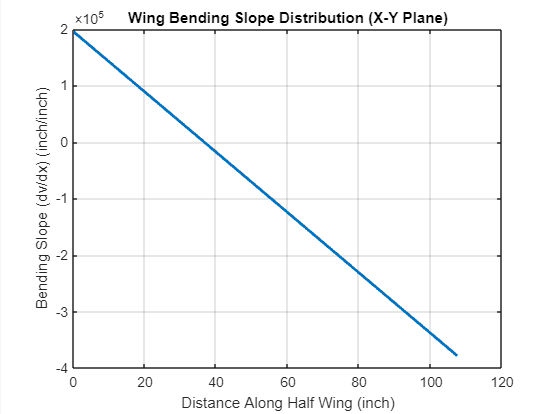 ×10⁵
Wing Bending Slope Distribution (X-Y Plane)
2
1
0
-1
-2
-3
-4
Bending Slope (dv/dx) (inch/inch)
0 20 40 60 80 100 120
Distance Along Half Wing (inch)